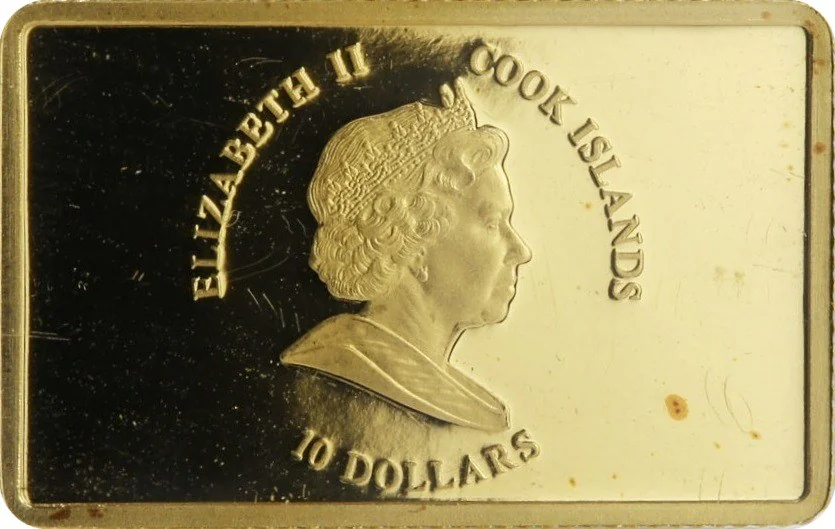 ELIZABETH II
COOK ISLANDS
10 DOLLARS